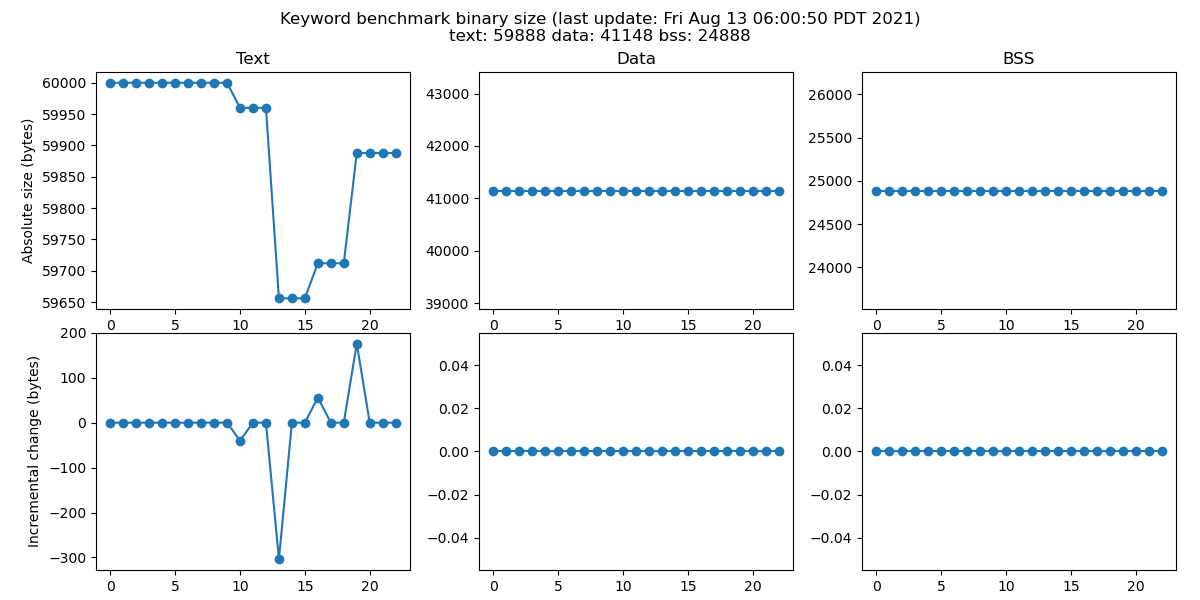 Keyword benchmark binary size (last update: Fri Aug 13 06:00:50 PDT 2021)
text: 59888 data: 41148 bss: 24888
Text
Data
BSS
Absolute size (bytes)
60000
59950
59900
59850
59800
59750
59700
59650
0 5 10 15 20
43000
42000
41000
40000
39000
0 5 10 15 20
26000
25500
25000
24500
24000
0 5 10 15 20
Incremental change (bytes)
200
100
0
−100
−200
−300
0 5 10 15 20
0.04
0.02
0.00
−0.02
−0.04
0 5 10 15 20
0.04
0.02
0.00
−0.02
−0.04
0 5 10 15 20